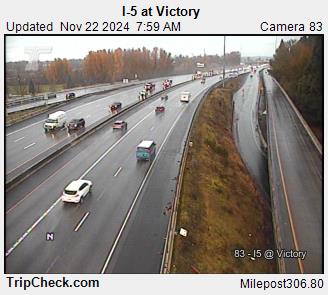 I-5 at Victory
Updated Nov 22 2024 7:59 AM Camera 83
N
83 - I5 @ Victory
TripCheck.com Milepost306.80